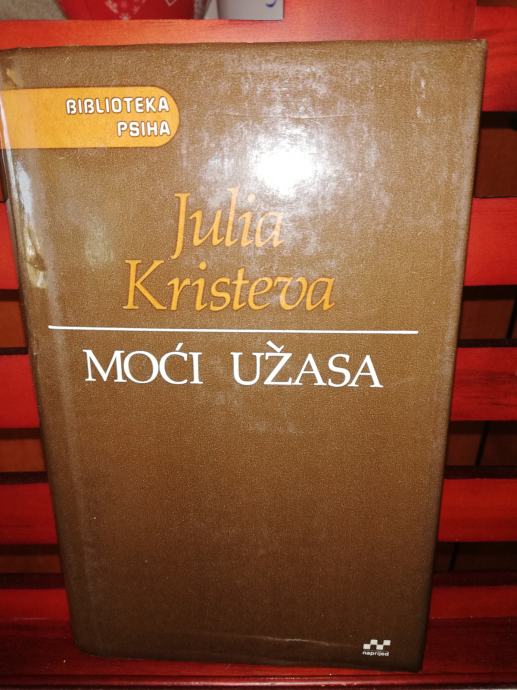 BIBLIOTEKA
PSIHA
Julia
Kristeva
MOĆI UŽASA
naprijed